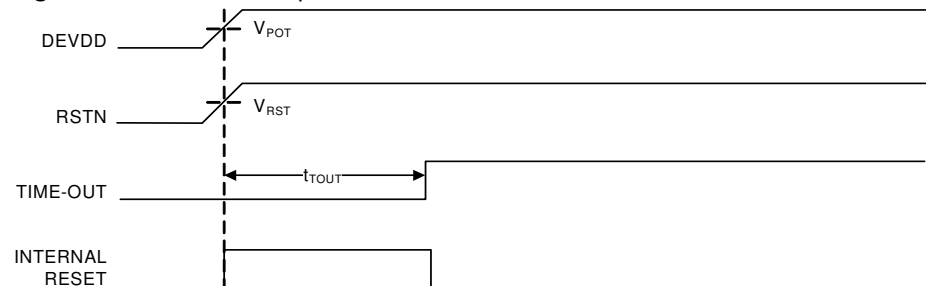 DEVDD
VPOT
RSTN
VRST
tTOUT
TIME-OUT
INTERNAL
RESET